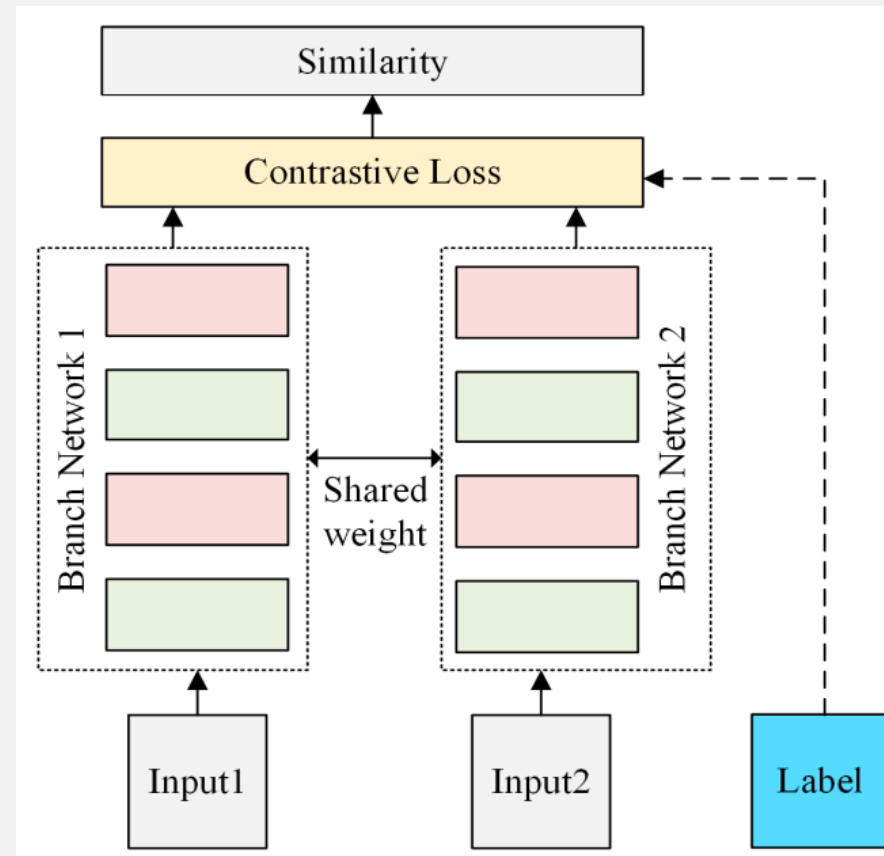 Similarity
Contrastive Loss
Branch Network 1
Shared
weight
Branch Network 2
Input1
Input2
Label